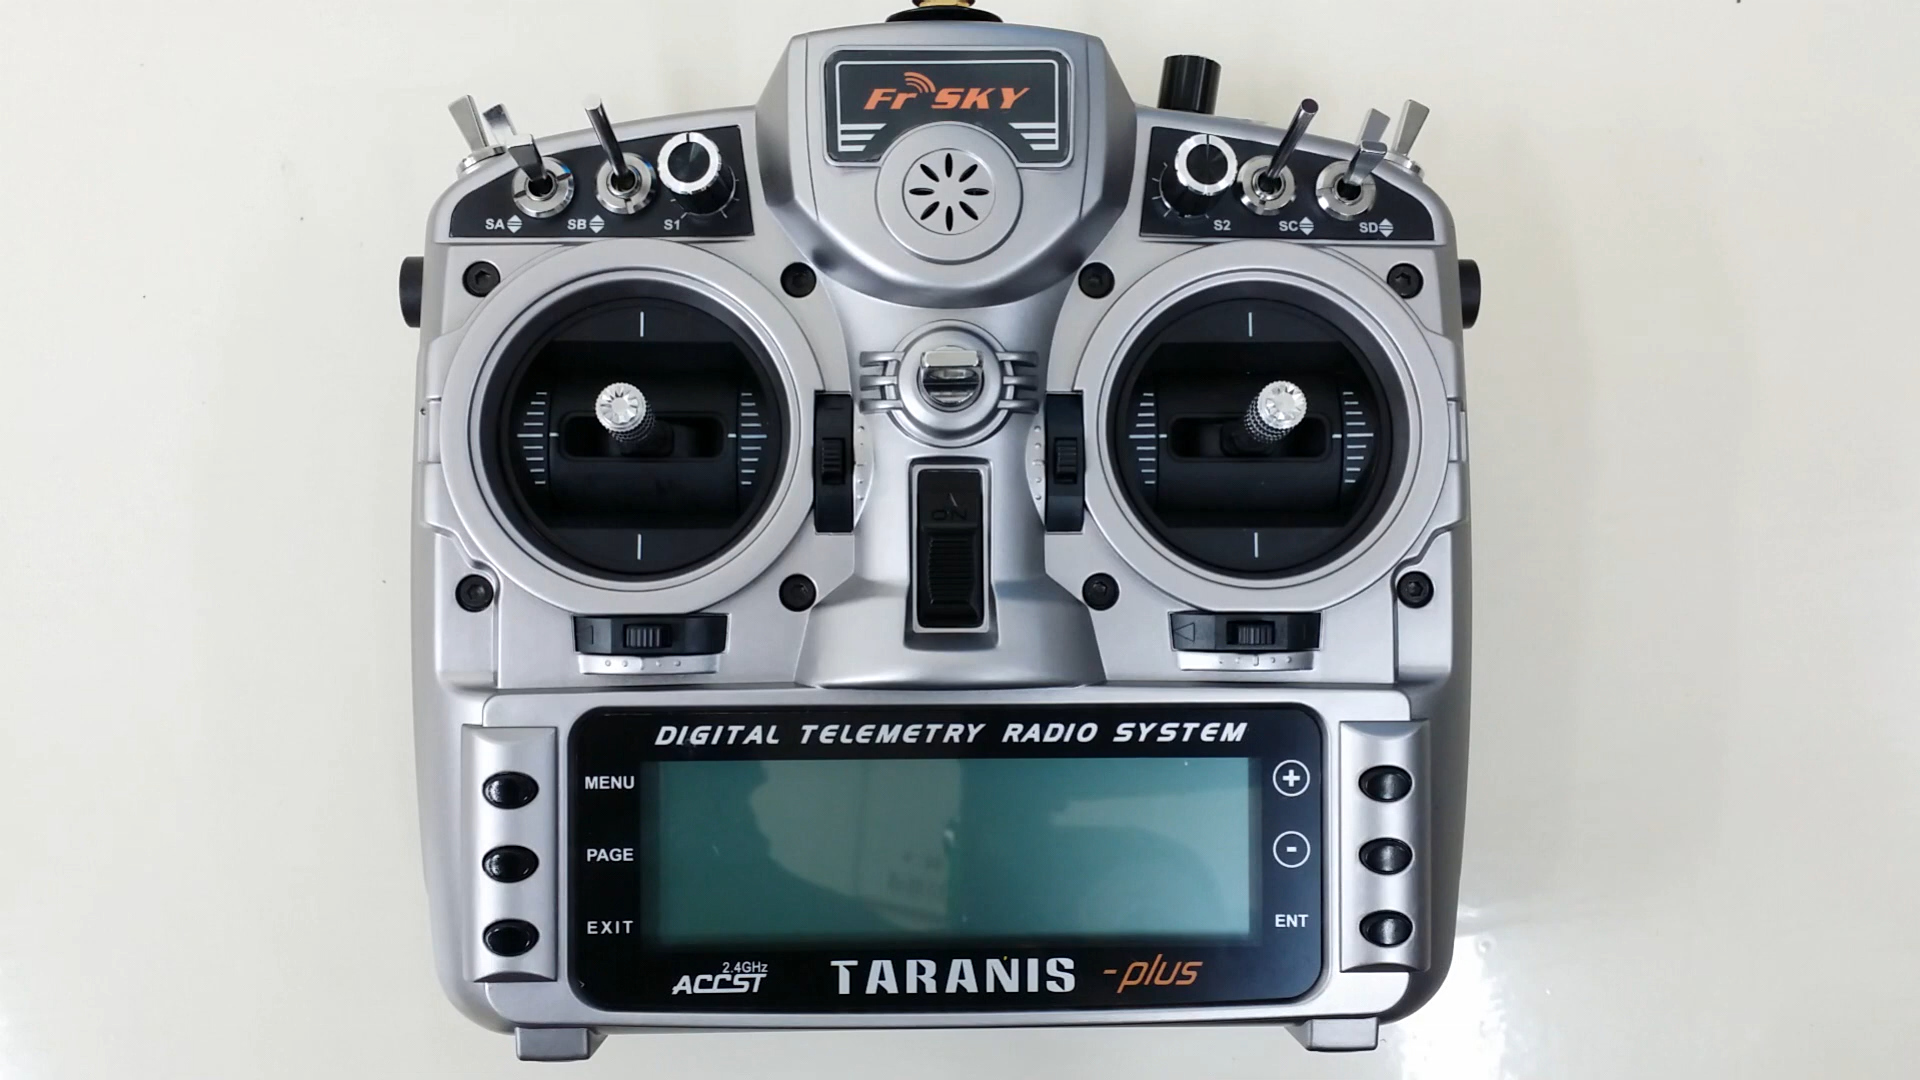 FrSKY
SA SB S1
S2 SC SD
ON
DIGITAL TELEMETRY RADIO SYSTEM
MENU +
PAGE -
EXIT ENT
2.4GHz
ACCST TARANIS -plus